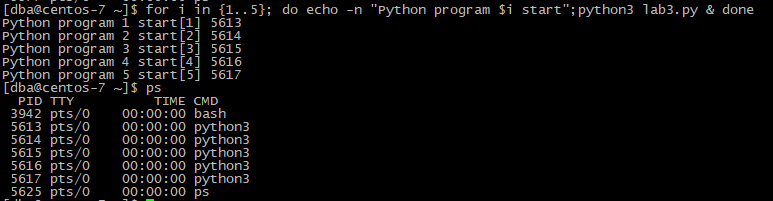 [dba@centos-7 ~]$ for i in {1..5}; do echo -n "Python program $i start";python3 lab3.py & done
Python program 1 start[1] 5613
Python program 2 start[2] 5614
Python program 3 start[3] 5615
Python program 4 start[4] 5616
Python program 5 start[5] 5617
[dba@centos-7 ~]$ ps
  PID TTY          TIME CMD
 3942 pts/0    00:00:00 bash
 5613 pts/0    00:00:00 python3
 5614 pts/0    00:00:00 python3
 5615 pts/0    00:00:00 python3
 5616 pts/0    00:00:00 python3
 5617 pts/0    00:00:00 python3
 5625 pts/0    00:00:00 ps